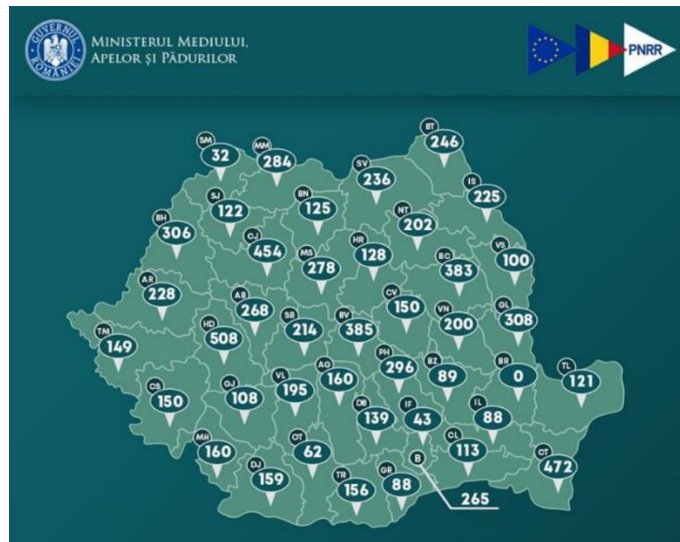 GUVERNUL ROMÂNIEI
MINISTERUL MEDIULUI,
APELOR ȘI PĂDURILOR
PNRR
SM
32
MM
284
BT
246
SV
236
IS
225
SJ
122
BN
125
NT
202
BH
306
CJ
454
MS
278
HR
128
BC
383
VS
100
AR
228
AB
268
SB
214
BV
385
CV
150
VN
200
GL
308
TM
149
HD
508
CS
150
GJ
108
VL
195
AG
160
PH
296
BZ
89
BR
0
TL
121
DB
139
IF
43
IL
88
MH
160
DJ
159
OT
62
TR
156
GR
88
B
265
CL
113
CT
472